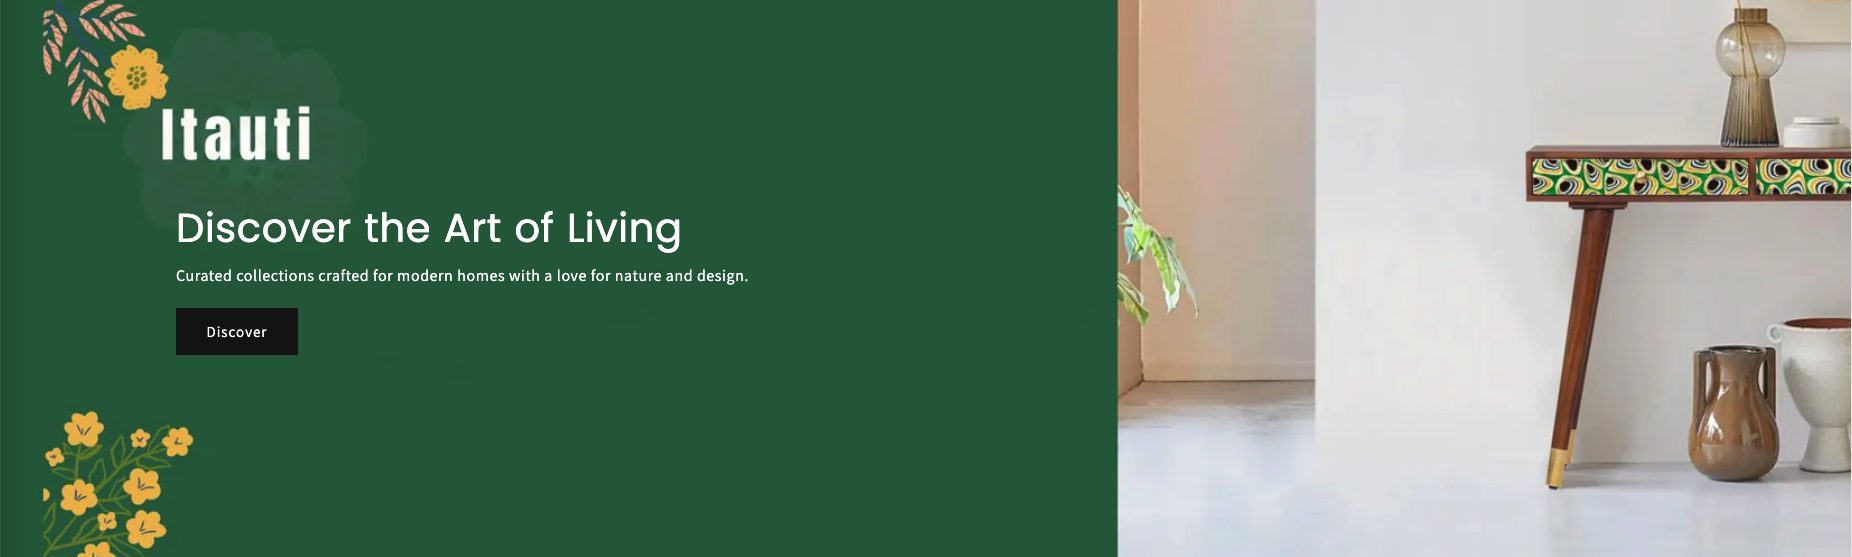 Itauti
Discover the Art of Living
Curated collections crafted for modern homes with a love for nature and design.
Discover